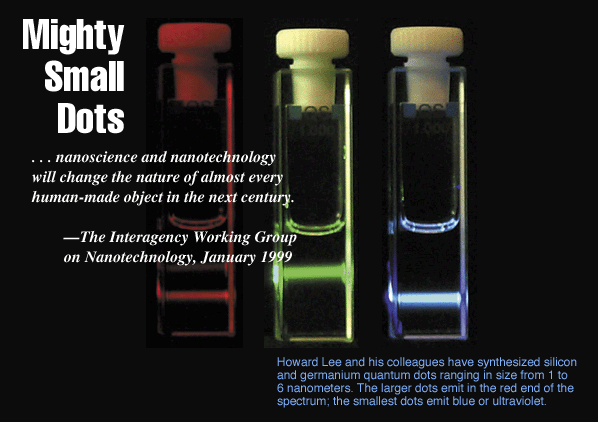 Mighty
Small
Dots
. . . nanoscience and nanotechnology
will change the nature of almost every
human-made object in the next century.
—The Interagency Working Group
on Nanotechnology, January 1999
Howard Lee and his colleagues have synthesized silicon
and germanium quantum dots ranging in size from 1 to
6 nanometers. The larger dots emit in the red end of the
spectrum; the smallest dots emit blue or ultraviolet.